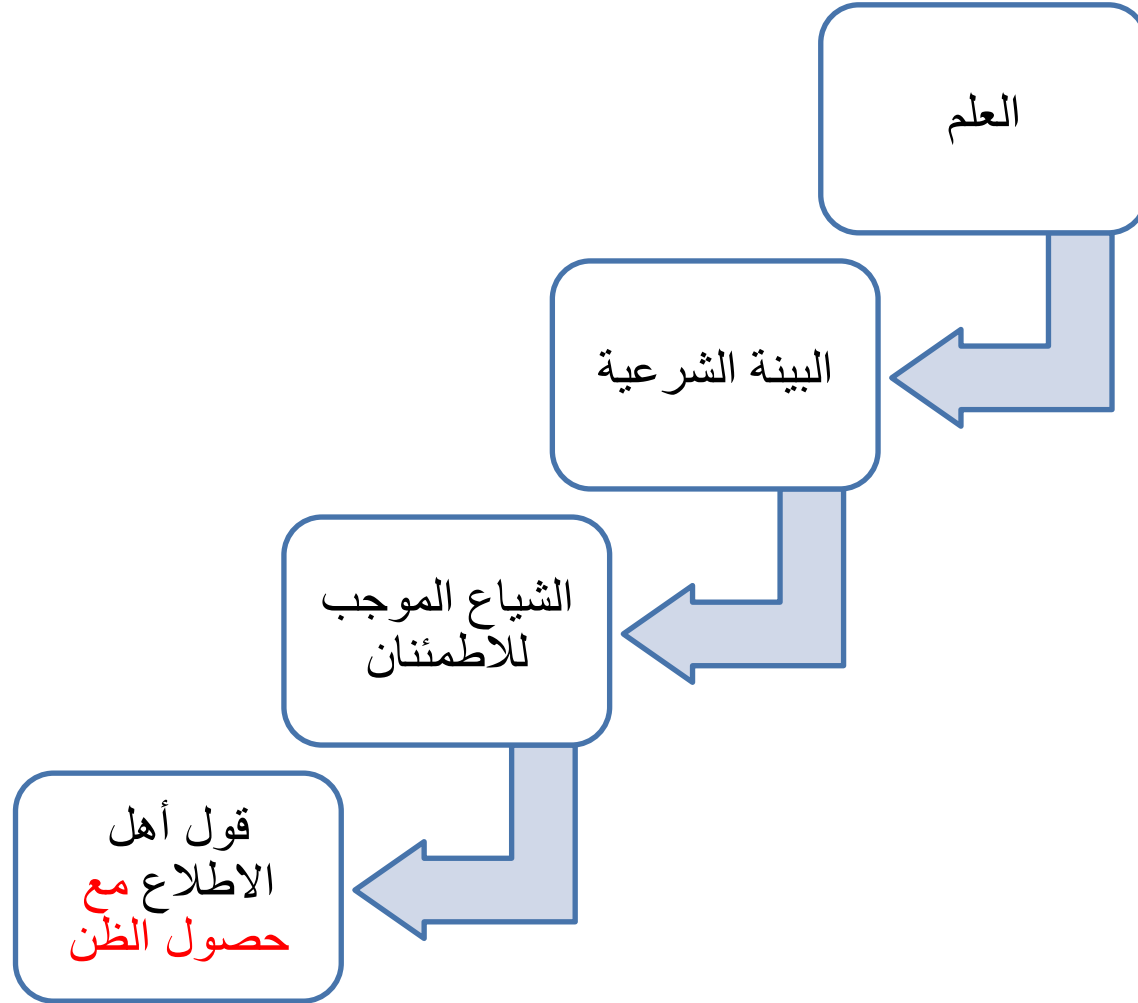 العلم
البينة الشرعية
الشياع الموجب
للاطمئنان
قول أهل
الاطلاع مع
حصول الظن